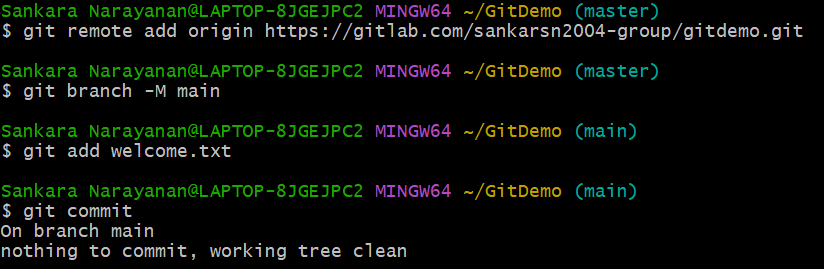 Sankara Narayanan@LAPTOP-8JGEJPC2 MINGW64 ~/GitDemo (master)
$ git remote add origin https://gitlab.com/sankarsn2004-group/gitdemo.git
Sankara Narayanan@LAPTOP-8JGEJPC2 MINGW64 ~/GitDemo (master)
$ git branch -M main
Sankara Narayanan@LAPTOP-8JGEJPC2 MINGW64 ~/GitDemo (main)
$ git add welcome.txt
Sankara Narayanan@LAPTOP-8JGEJPC2 MINGW64 ~/GitDemo (main)
$ git commit
On branch main
nothing to commit, working tree clean